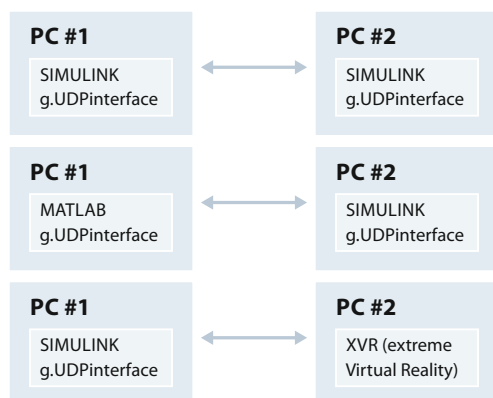 PC #1
SIMULINK
g.UDPinterface
PC #2
SIMULINK
g.UDPinterface
PC #1
MATLAB
g.UDPinterface
PC #2
SIMULINK
g.UDPinterface
PC #1
SIMULINK
g.UDPinterface
PC #2
XVR (extreme
Virtual Reality)